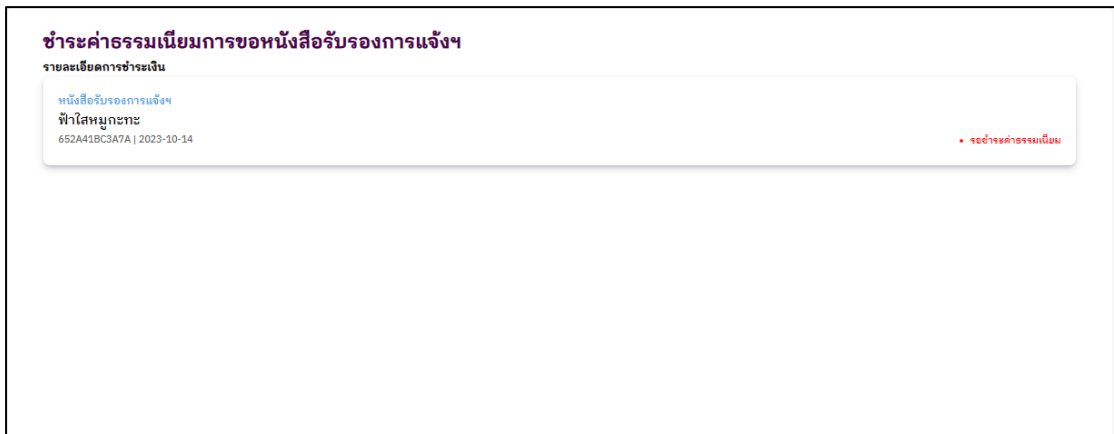 ชำระค่าธรรมเนียมการขอหนังสือรับรองการแจ้งฯ
รายละเอียดการชำระเงิน
หนังสือรับรองการแจ้งฯ
ฟ้าใสหมูกะทะ
652A41BC3A7A | 2023-10-14
• รอชำระค่าธรรมเนียม